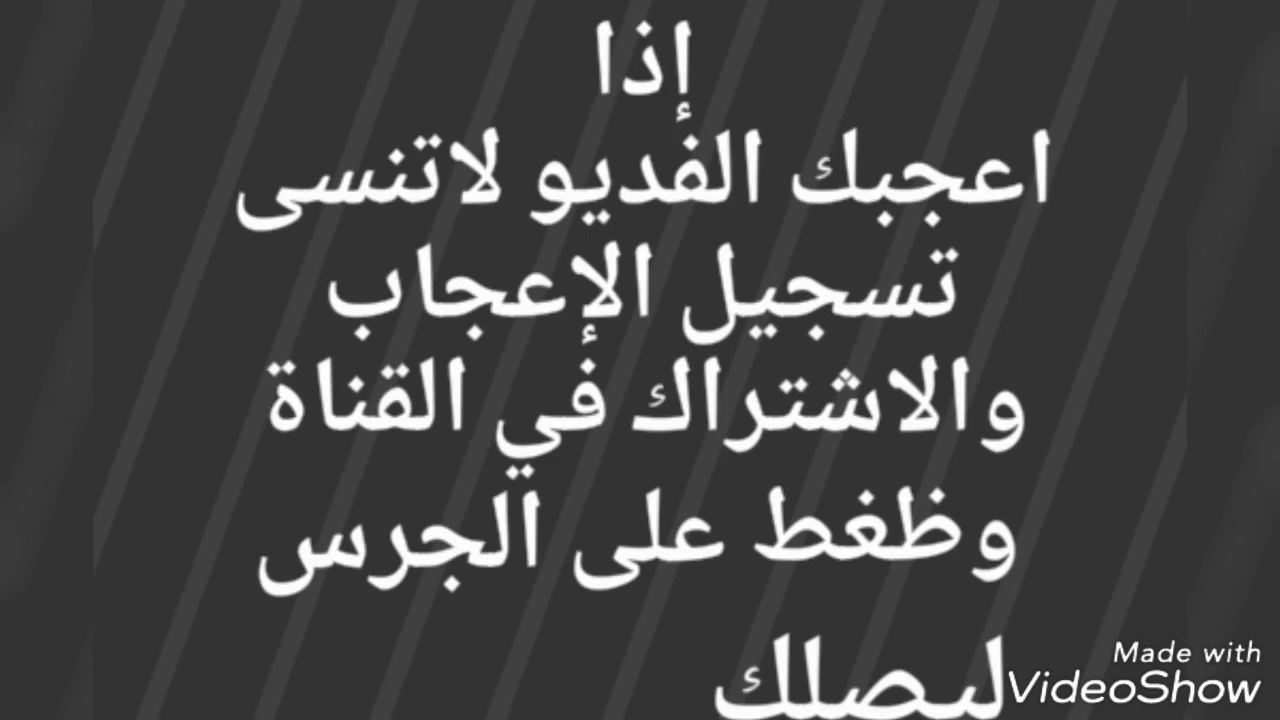 إذا
اعجبك الفديو لاتنسى
تسجيل الإعجاب
والاشتراك في القناة
وظغط على الجرس
ليصلك
Made with
VideoShow